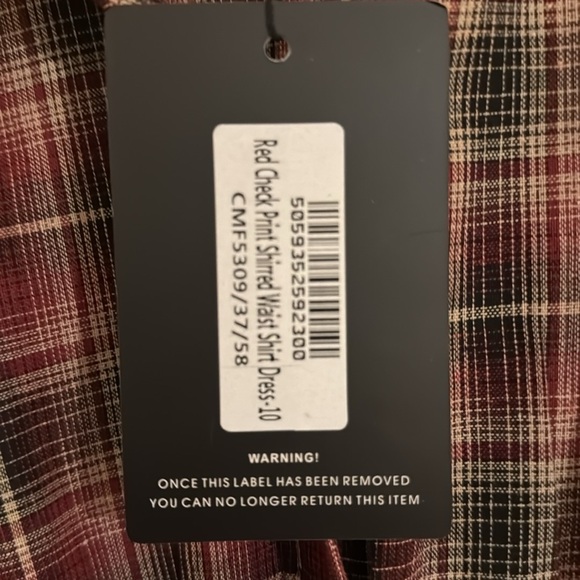 Red Check Print Shirred Waist Shirt Dress-10
CMF5309/37/58
5059352592300
WARNING!
ONCE THIS LABEL HAS BEEN REMOVED
YOU CAN NO LONGER RETURN THIS ITEM